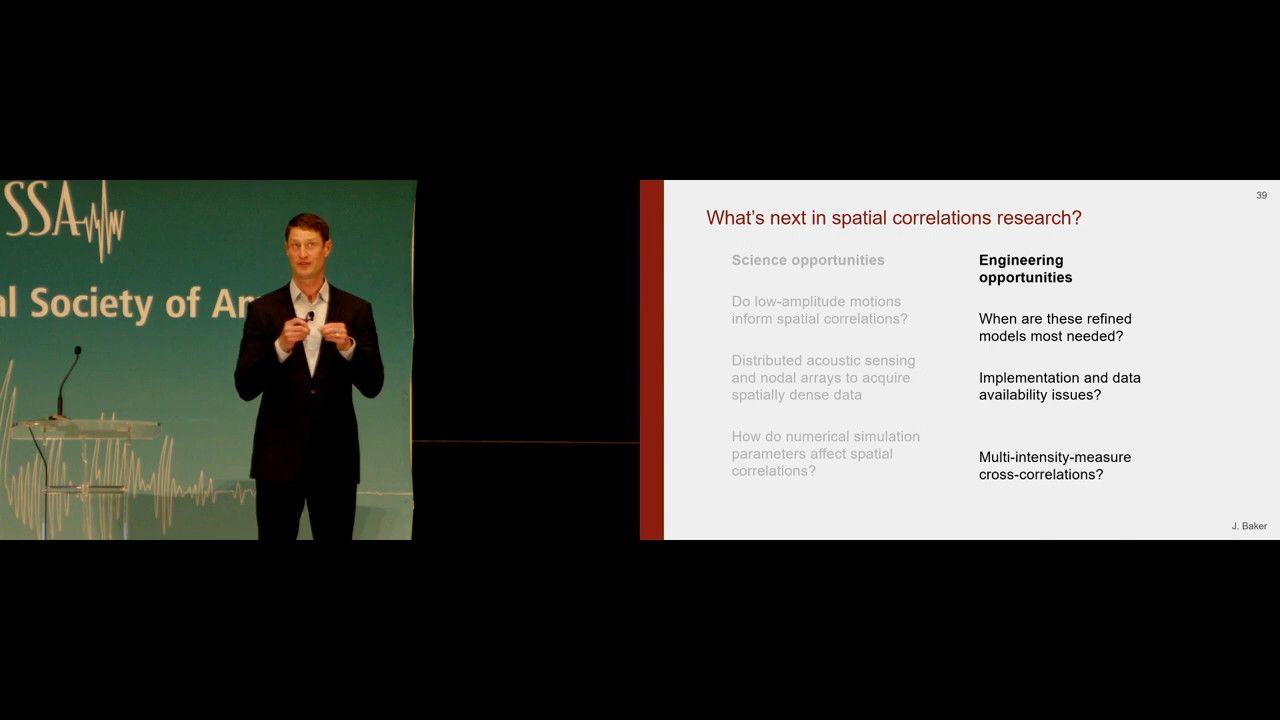 SSA
al Society of Am
39
What's next in spatial correlations research?
Science opportunities
Do low-amplitude motions
inform spatial correlations?
Distributed acoustic sensing
and nodal arrays to acquire
spatially dense data
How do numerical simulation
parameters affect spatial
correlations?
Engineering
opportunities
When are these refined
models most needed?
Implementation and data
availability issues?
Multi-intensity-measure
cross-correlations?
J. Baker